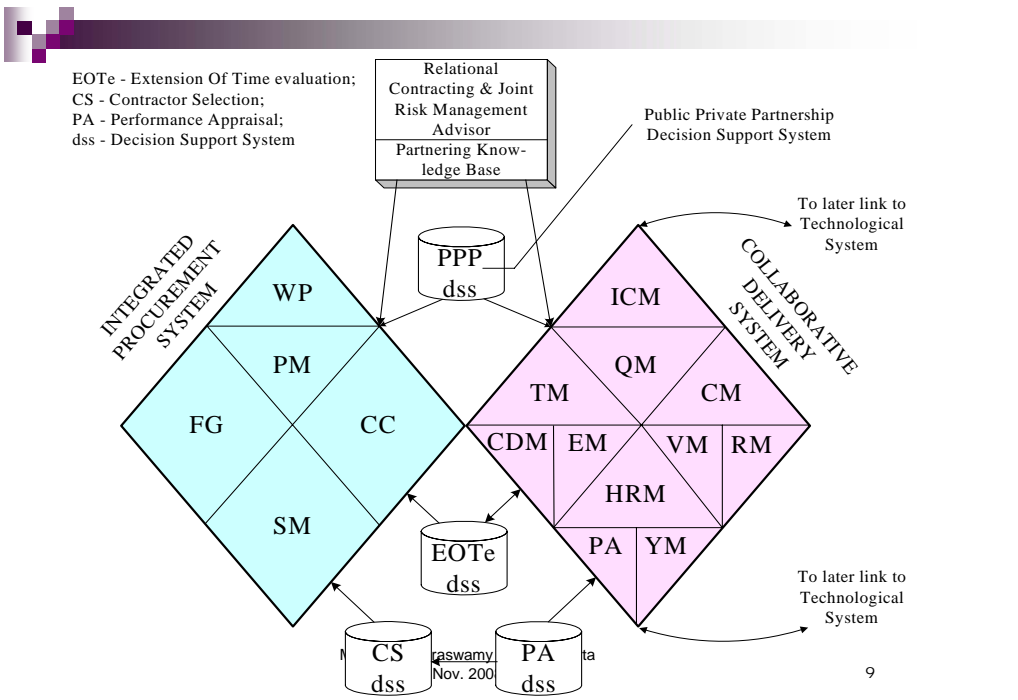 EOTe - Extension Of Time evaluation;
CS - Contractor Selection;
PA - Performance Appraisal;
dss - Decision Support System
Relational
Contracting & Joint
Risk Management
Advisor
Partnering Know-
ledge Base
Public Private Partnership
Decision Support System
To later link to
Technological
System
INTEGRATED
PROCUREMENT
SYSTEM
COLLABORATIVE
DELIVERY
SYSTEM
PPP
dss
WP
PM
FG
CC
SM
ICM
QM
TM
CM
CDM
EM
VM
RM
HRM
PA
YM
EOTe
dss
To later link to
Technological
System
CS
dss
PA
dss
Nov.
9